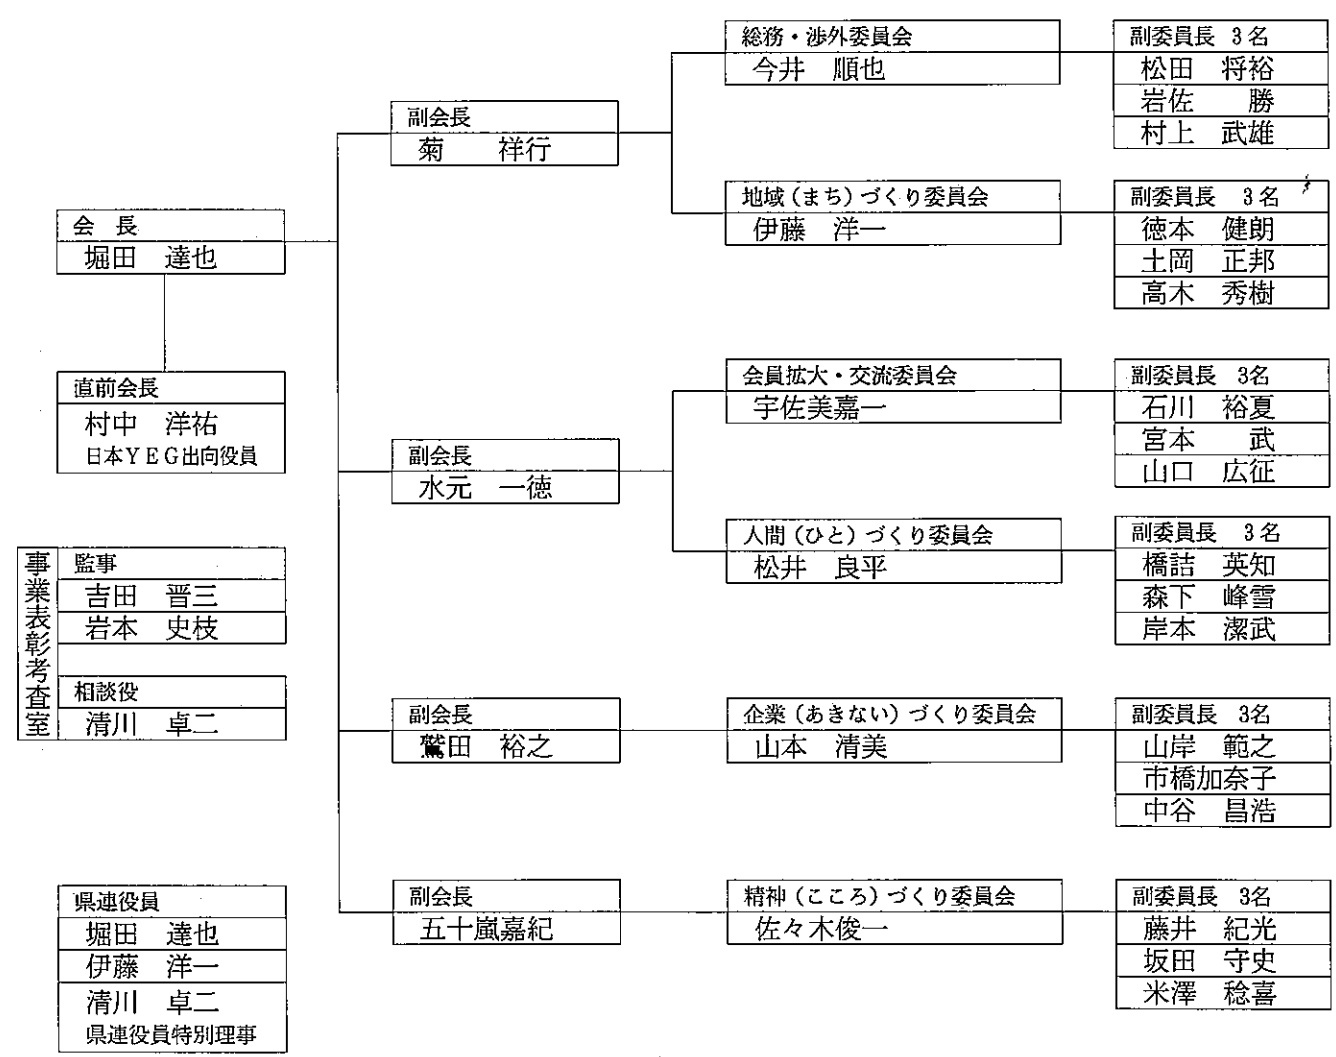 会　長
堀田　達也
直前会長
村中　洋祐
日本ＹＥＧ出向役員
事業表彰考査室
監事
吉田　晋三
岩本　史枝
相談役
清川　卓二
県連役員
堀田　達也
伊藤　洋一
清川　卓二
県連役員特別理事
副会長
菊　　祥行
総務・渉外委員会
今井　順也
副委員長　3名
松田　将裕
岩佐　　勝
村上　武雄
地域（まち）づくり委員会
伊藤　洋一
副委員長　3名
徳本　健朗
土岡　正邦
高木　秀樹
副会長
水元　一徳
会員拡大・交流委員会
宇佐美嘉一
副委員長　3名
石川　裕夏
宮本　　武
山口　広征
人間（ひと）づくり委員会
松井　良平
副委員長　3名
橋詰　英知
森下　峰雪
岸本　潔武
副会長
鷲田　裕之
企業（あきない）づくり委員会
山本　清美
副委員長　3名
山岸　範之
市橋加奈子
中谷　昌浩
副会長
五十嵐嘉紀
精神（こころ）づくり委員会
佐々木俊一
副委員長　3名
藤井　紀光
坂田　守史
米澤　稔喜